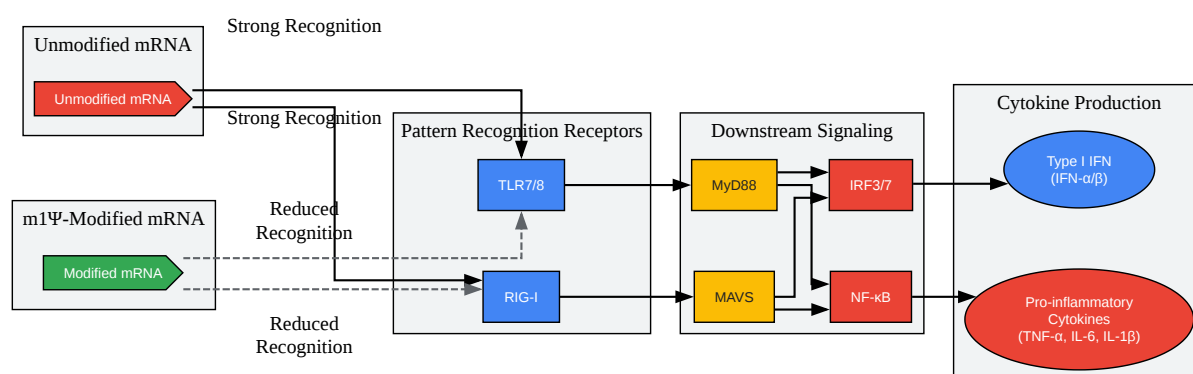 Strong Recognition
Unmodified mRNA
Unmodified mRNA
Strong Recognition
Pattern Recognition Receptors
Downstream Signaling
Cytokine Production
TLR7/8
MyD88
IRF3/7
Type I IFN
(IFN-α/β)
m1Ψ-Modified mRNA
Modified mRNA
Reduced
Recognition
RIG-I
MAVS
NF-κB
Pro-inflammatory
Cytokines
(TNF-α, IL-6, IL-1β)
Reduced
Recognition